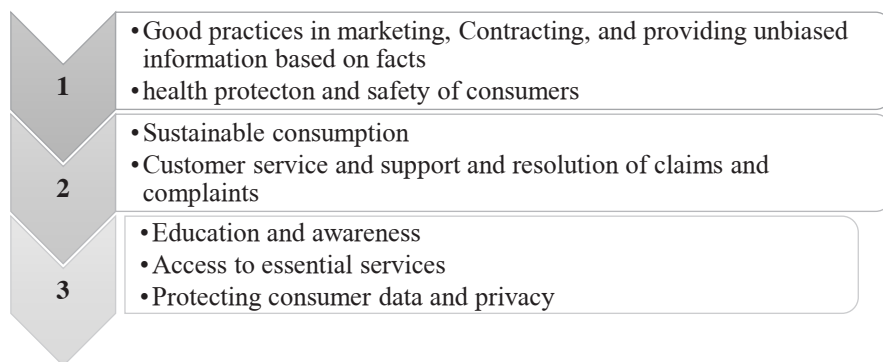 1
•Good practices in marketing, Contracting, and providing unbiased
information based on facts
•health protecton and safety of consumers
2
•Sustainable consumption
•Customer service and support and resolution of claims and
complaints
3
•Education and awareness
•Access to essential services
•Protecting consumer data and privacy